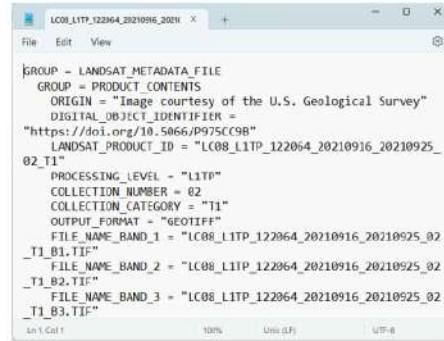 LC08_L1TP_122064_20210916_2021(
File Edit View
GROUP = LANDSAT_METADATA_FILE
GROUP = PRODUCT_CONTENTS
ORIGIN = "Image courtesy of the U.S. Geological Survey"
DIGITAL_OBJECT_IDENTIFIER =
"https://doi.org/10.5066/P975CC9B"
LANDSAT_PRODUCT_ID = "LC08_L1TP_122064_20210916_20210925_
02_T1"
PROCESSING_LEVEL = "L1TP"
COLLECTION_NUMBER = 02
COLLECTION_CATEGORY = "T1"
OUTPUT_FORMAT = "GEOTIFF"
FILE_NAME_BAND_1 = "LC08_L1TP_122064_20210916_20210925_02
_T1_B1.TIF"
FILE_NAME_BAND_2 = "LC08_L1TP_122064_20210916_20210925_02
_T1_B2.TIF"
FILE_NAME_BAND_3 = "LC08_L1TP_122064_20210916_20210925_02
_T1_B3.TIF"
Ln 1, Col 1 100% Unix (LF) UTF-8